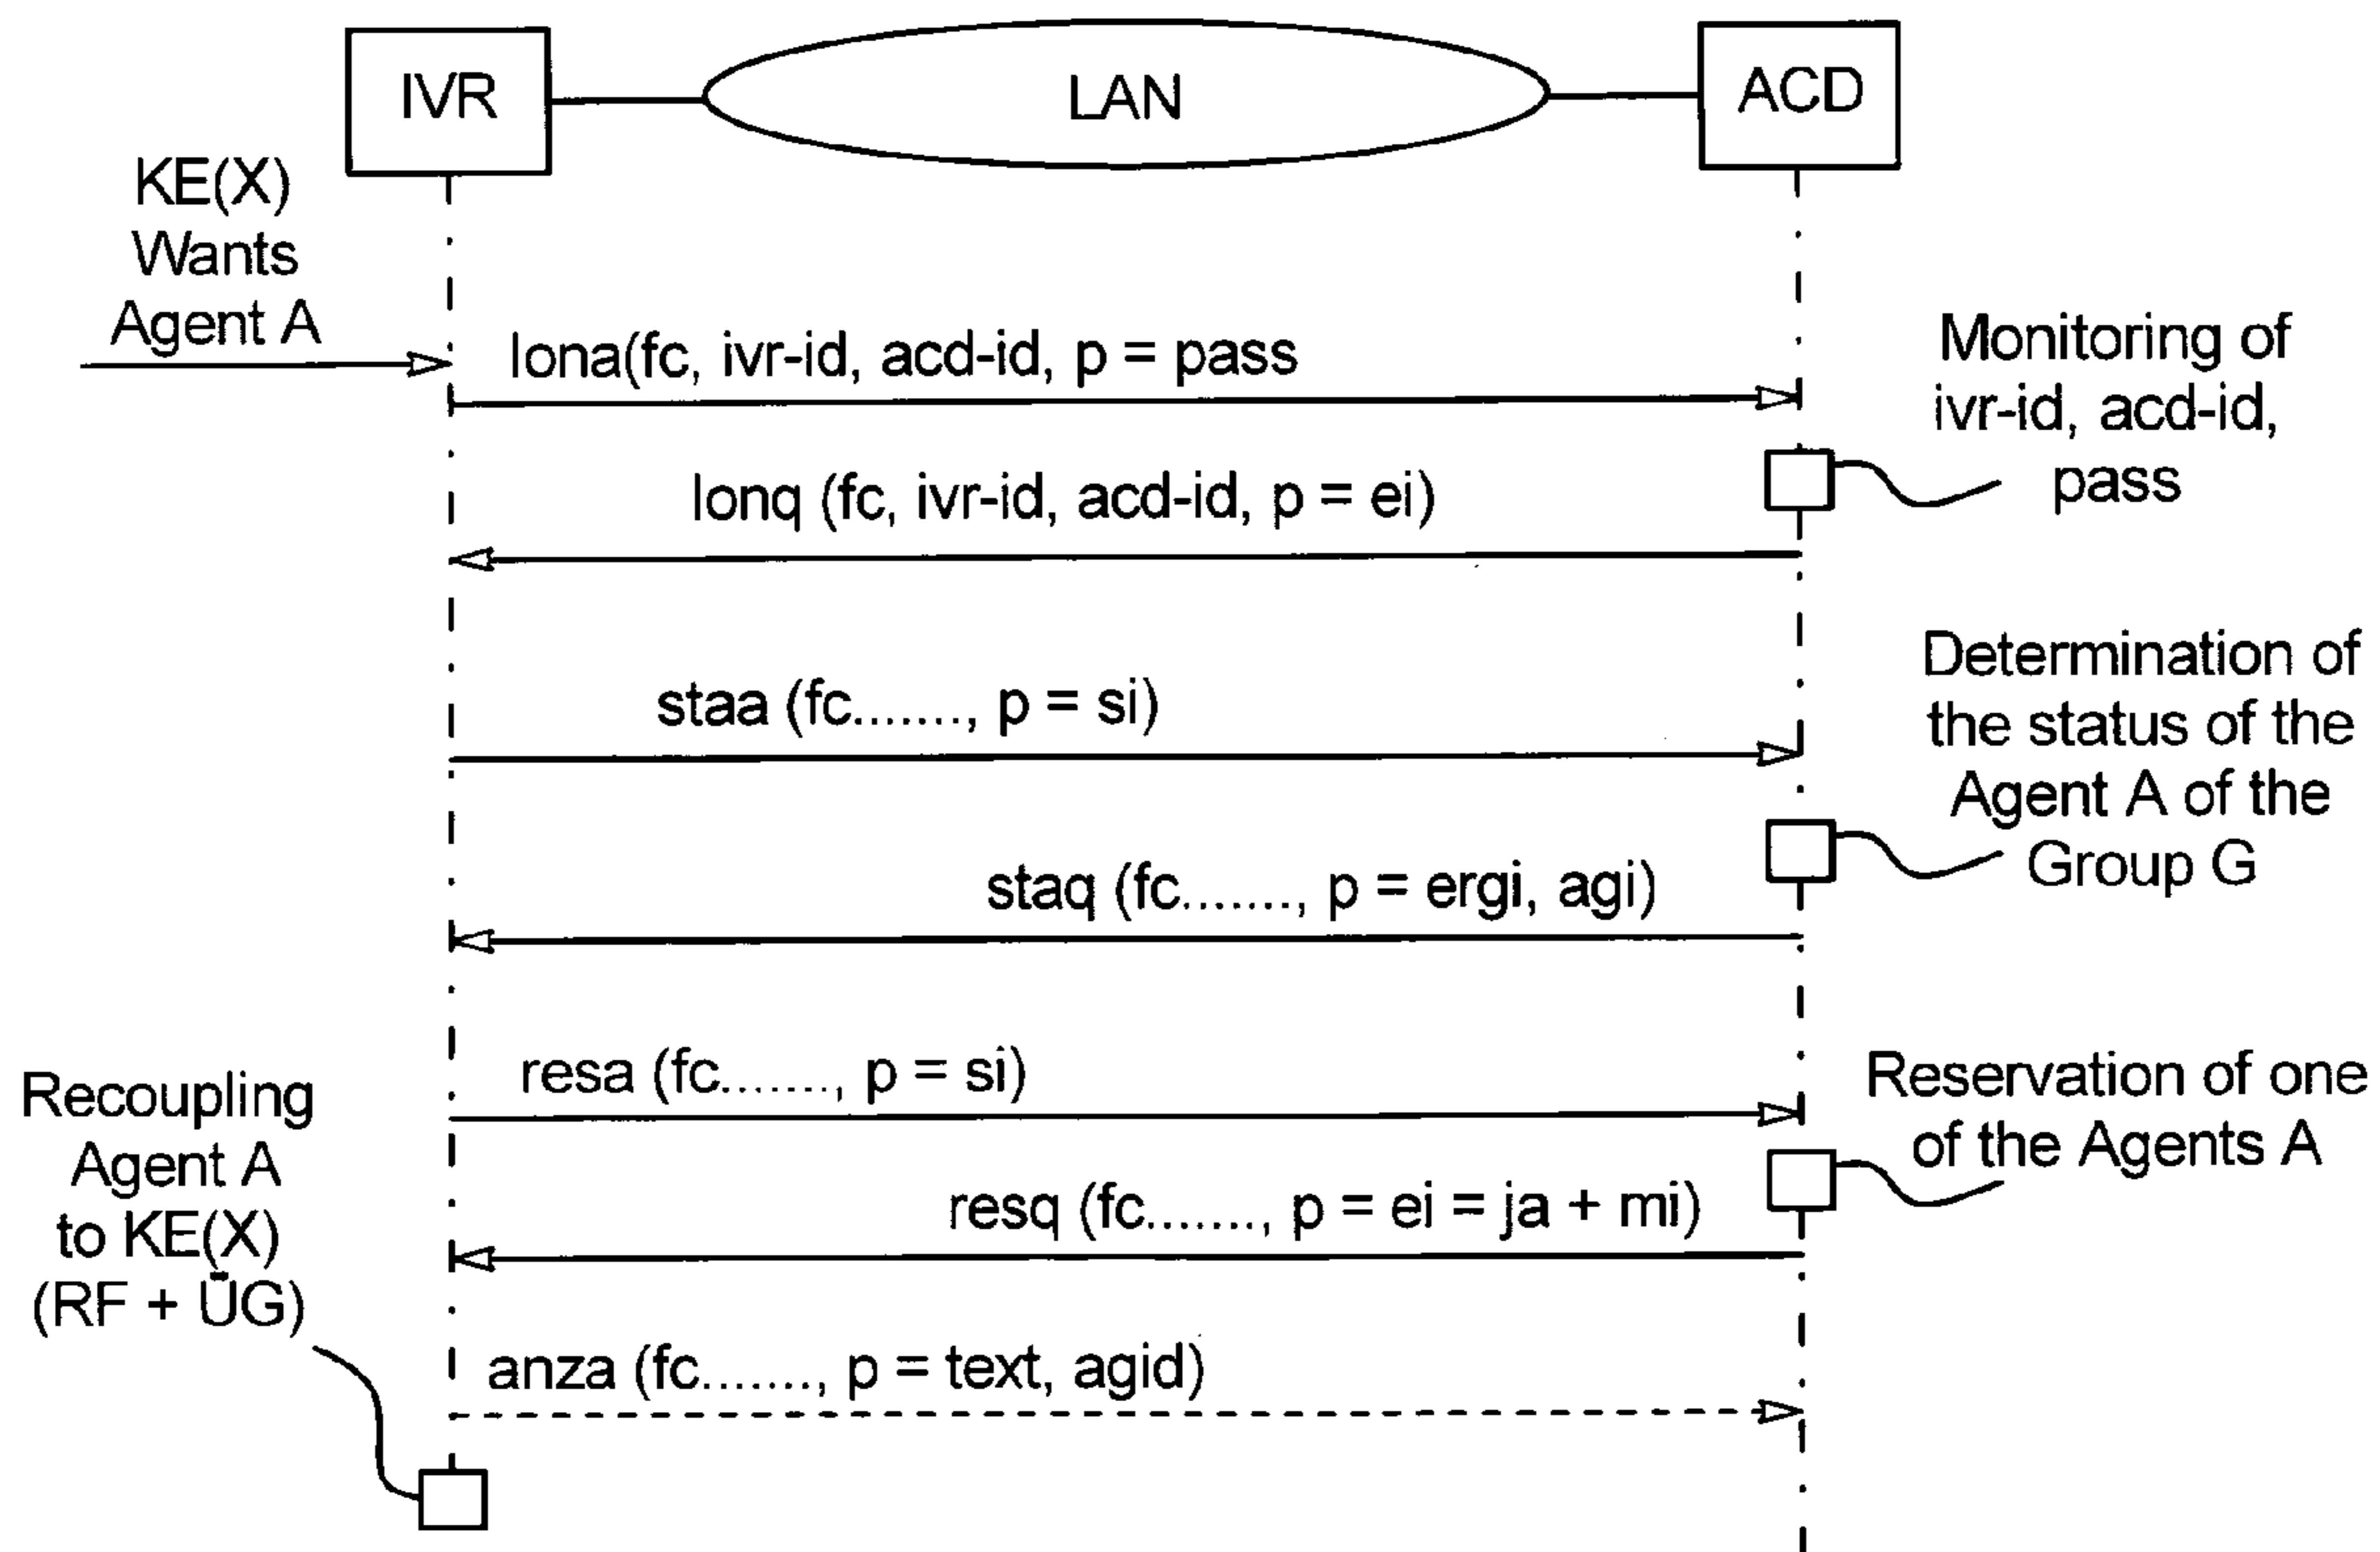 IVR
LAN
ACD
KE(X)
Wants
Agent A
lona(fc, ivr-id, acd-id, p = pass
Monitoring of
ivr-id, acd-id,
pass
lonq (fc, ivr-id, acd-id, p = ei)
staa (fc......., p = si)
Determination of
the status of the
Agent A of the
Group G
staq (fc......., p = ergi, agi)
resa (fc......., p = si)
Reservation of one
of the Agents A
Recoupling
Agent A
to KE(X)
(RF + ÜG)
resq (fc......., p = ei = ja + mi)
anza (fc......., p = text, agid)